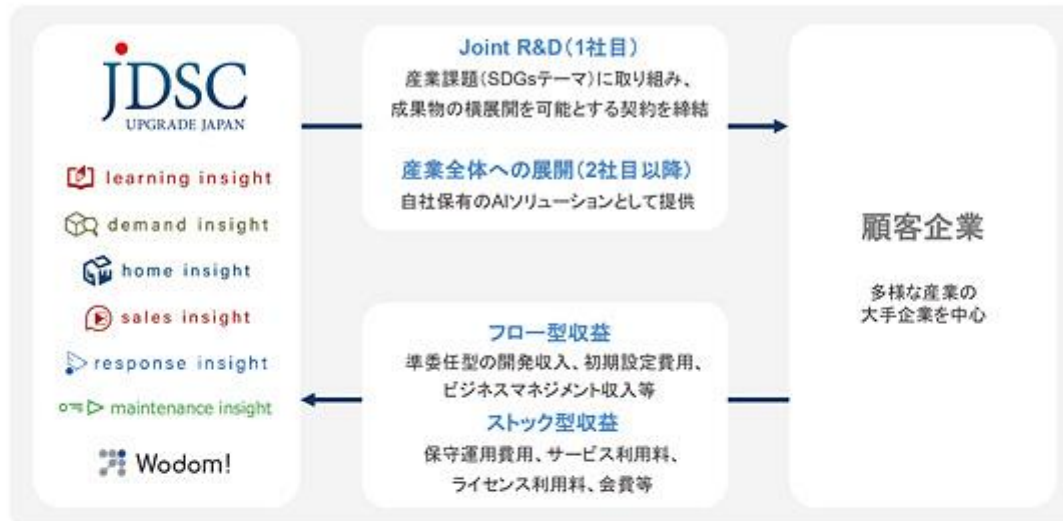 JDSC
UPGRADE JAPAN
learning insight
demand insight
home insight
sales insight
response insight
maintenance insight
Wodom!
Joint R&D(1社目)
産業課題(SDGsテーマ)に取り組み、
成果物の横展開を可能とする契約を締結
産業全体への展開(2社目以降)
自社保有のAIソリューションとして提供
フロー型収益
準委任型の開発収入、初期設定費用、
ビジネスマネジメント収入等
ストック型収益
保守運用費用、サービス利用料、
ライセンス利用料、会費等
顧客企業
多様な産業の
大手企業を中心